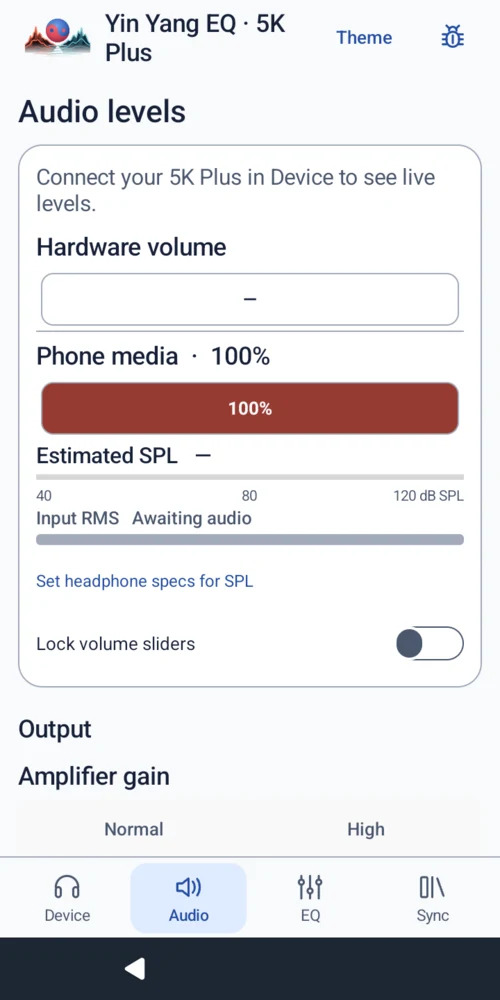 Yin Yang EQ · 5K
Plus
Theme
Audio levels
Connect your 5K Plus in Device to see live
levels.
Hardware volume
—
Phone media · 100%
100%
Estimated SPL —
40 80 120 dB SPL
Input RMS Awaiting audio
Set headphone specs for SPL
Lock volume sliders
Output
Amplifier gain
Normal High
Device Audio EQ Sync